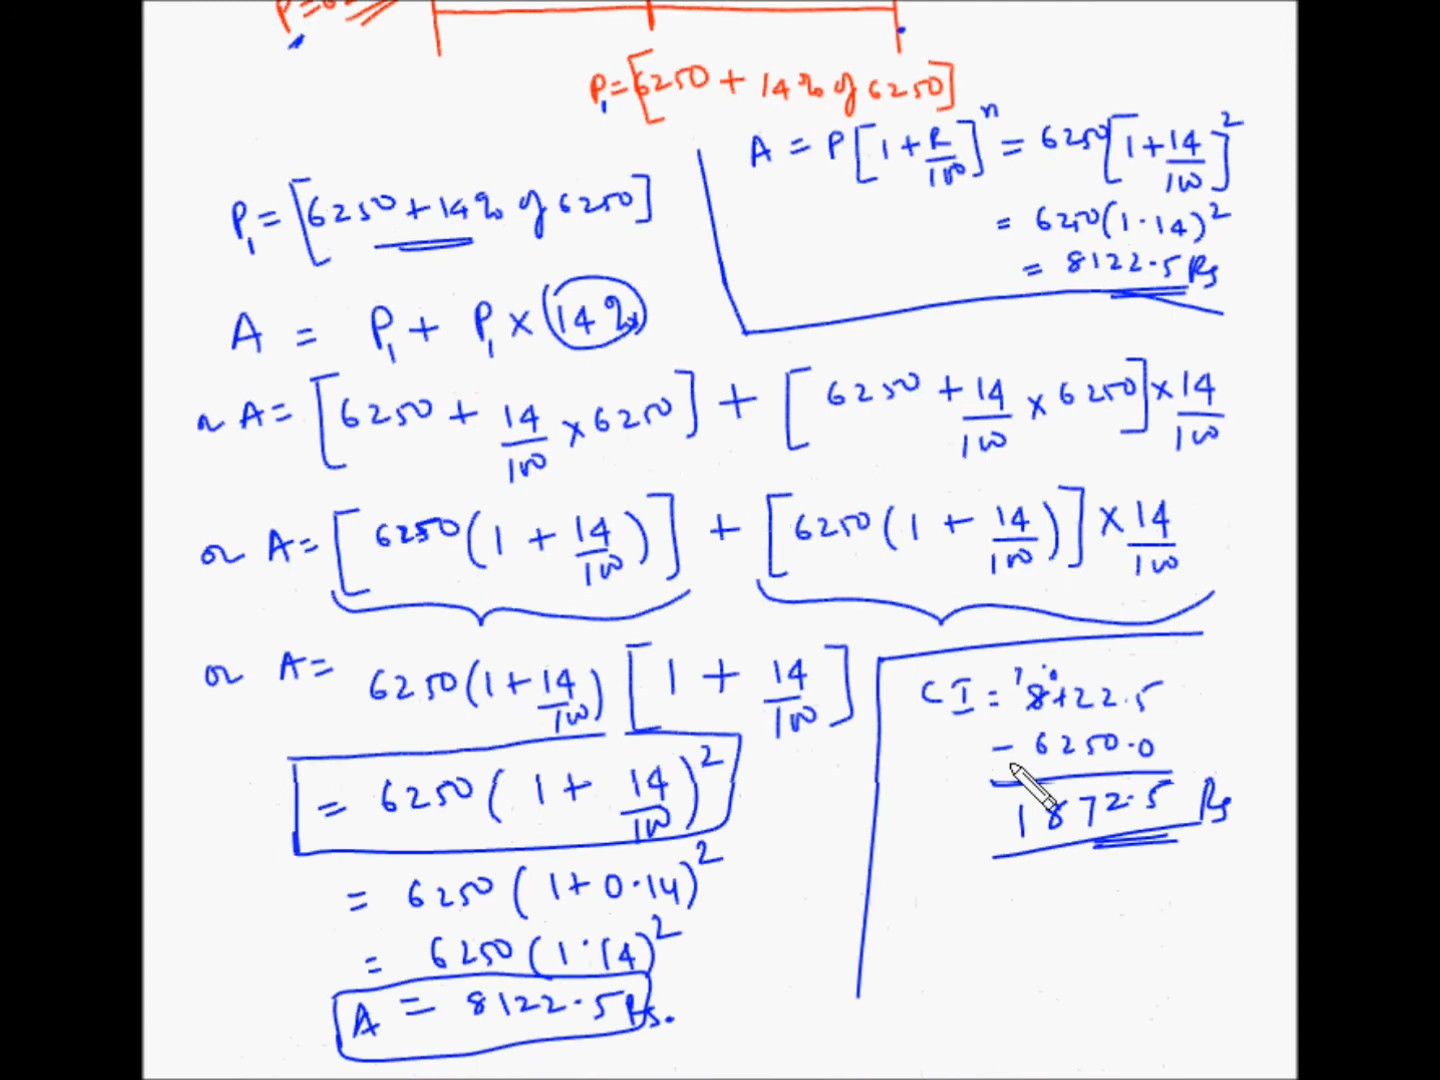 P=6
P₁=[6250 + 14% of 6250]
A = P[1+R/100]ⁿ = 6250[1+14/100]²
= 6250(1.14)²
= 8122.5 Rs
P₁=[6250+14% of 6250]
A = P₁ + P₁ × 14%
or A= [6250 + 14/100 × 6250] + [6250 + 14/100 × 6250] × 14/100
or A= [6250(1 + 14/100)] + [6250(1 + 14/100)] × 14/100
or A= 6250(1+14/100) [1 + 14/100]
= 6250(1+ 14/100)²
= 6250(1+0.14)²
= 6250(1.14)²
A = 8122.5 Rs.
CI = 8122.5
- 6250.0
1872.5 Rs